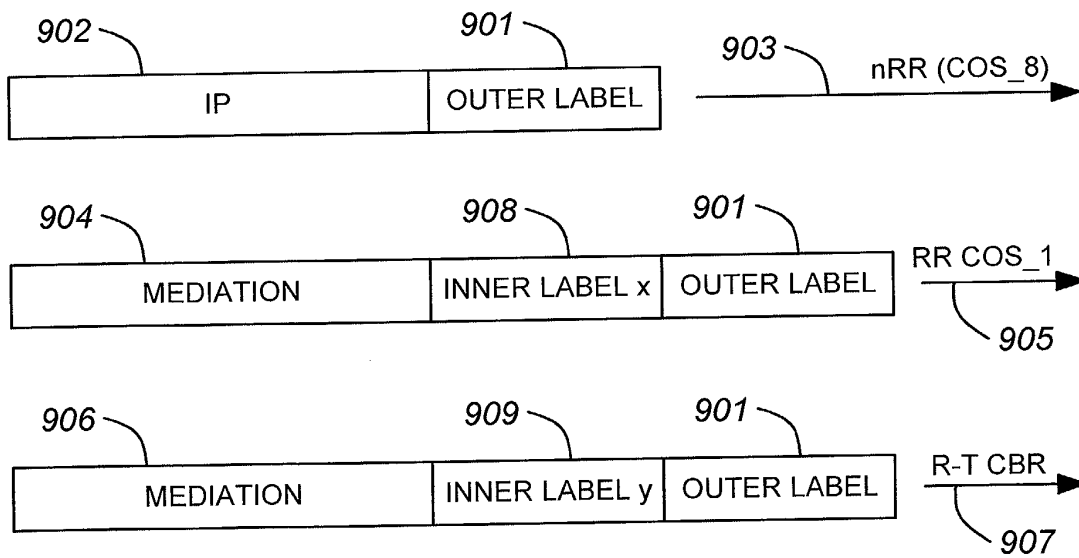 902 901 903 nRR (COS_8)
IP OUTER LABEL
904 908 901 RR COS_1
MEDIATION INNER LABEL x OUTER LABEL
905
906 909 901 R-T CBR
MEDIATION INNER LABEL y OUTER LABEL
907